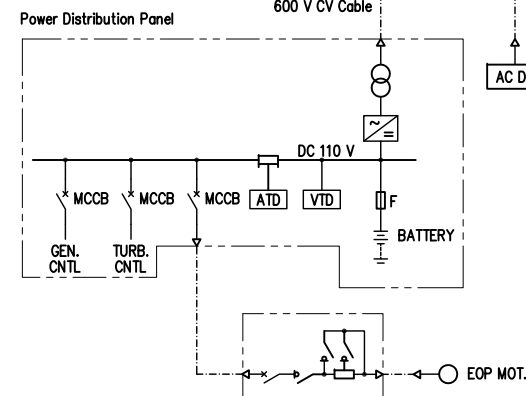 600 V CV Cable
Power Distribution Panel
AC D
~
=
DC 110 V
MCCB
MCCB
MCCB
ATD
VTD
F
BATTERY
GEN.
CNTL
TURB.
CNTL
EOP MOT.